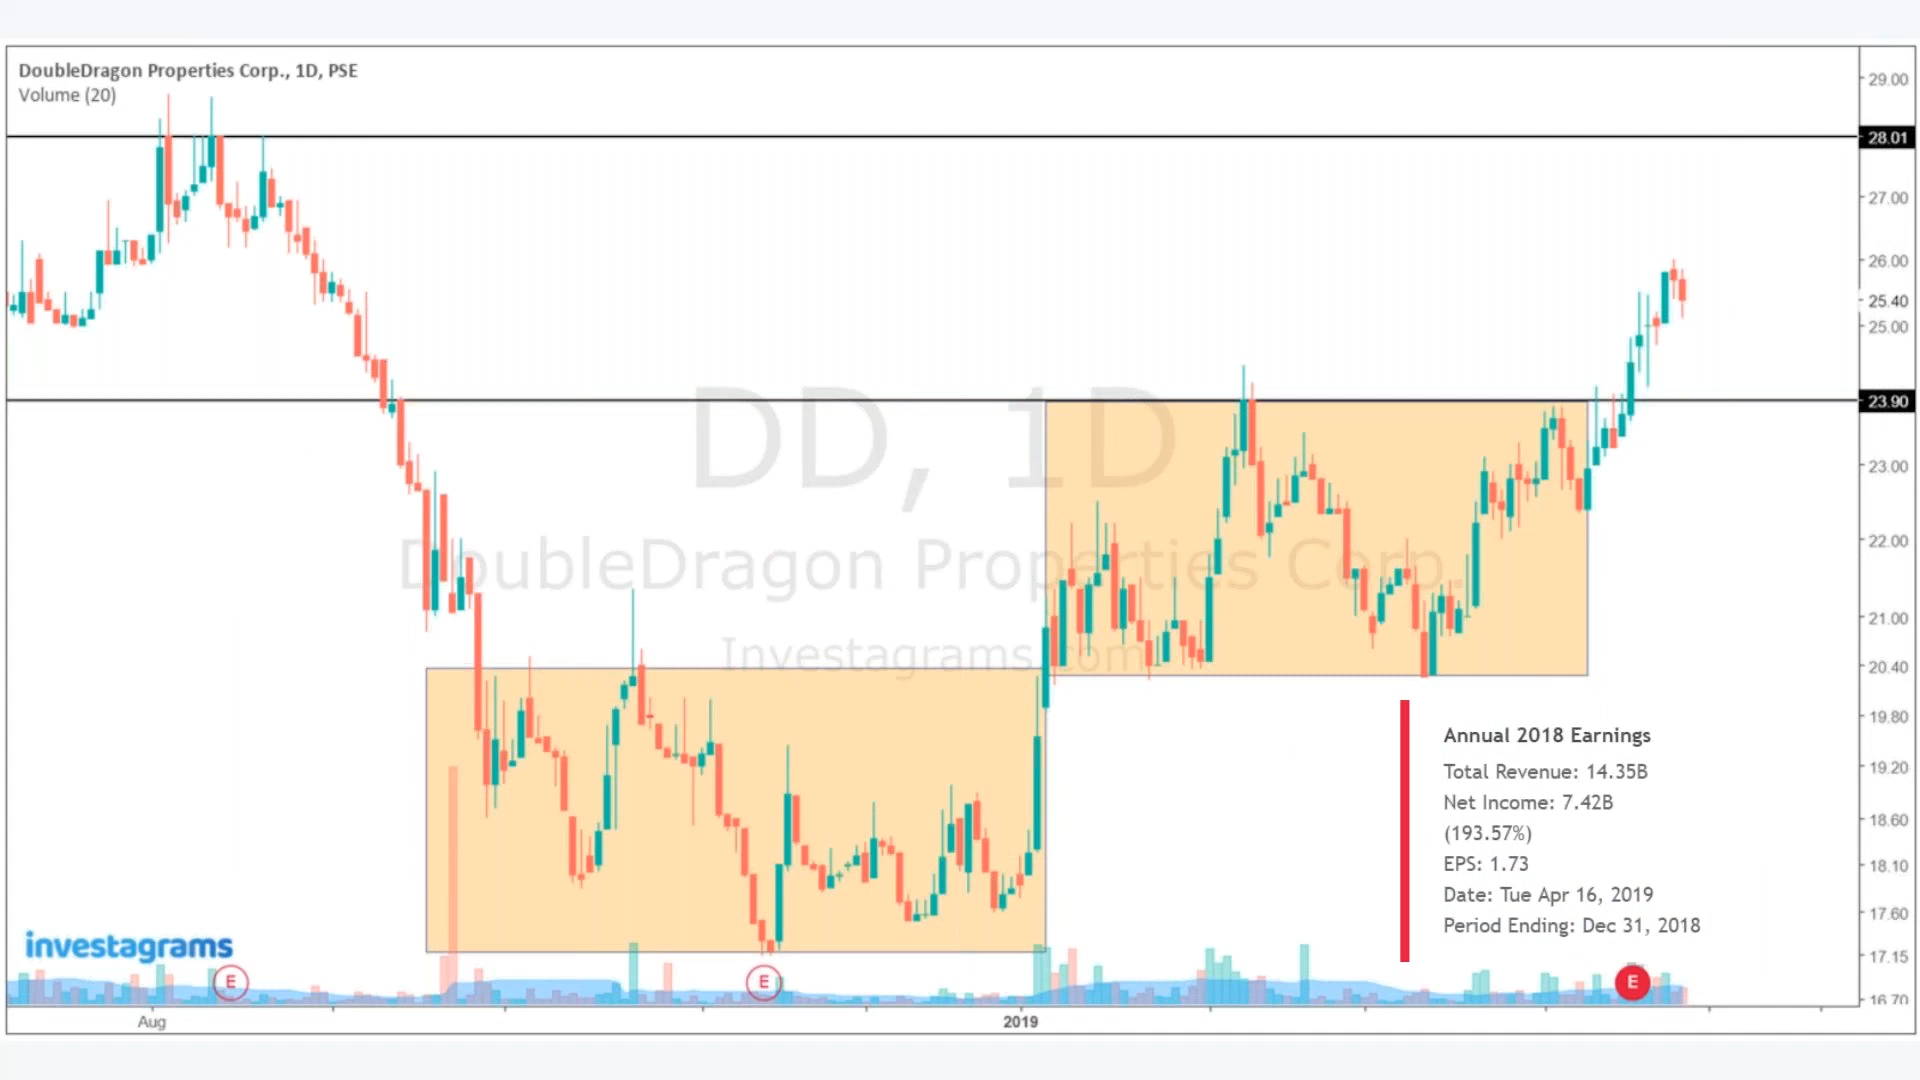 DoubleDragon Properties Corp., 1D, PSE
Volume (20)
29.00
28.01
27.00
26.00
25.40
25.00
23.90
DD, 1D
23.00
22.00
DoubleDragon Properties Corp.
21.00
Investagrams.com
20.40
19.80
19.20
18.60
18.10
17.60
17.15
16.70
Annual 2018 Earnings
Total Revenue: 14.35B
Net Income: 7.42B
(193.57%)
EPS: 1.73
Date: Tue Apr 16, 2019
Period Ending: Dec 31, 2018
investagrams
E
E
E
Aug
2019